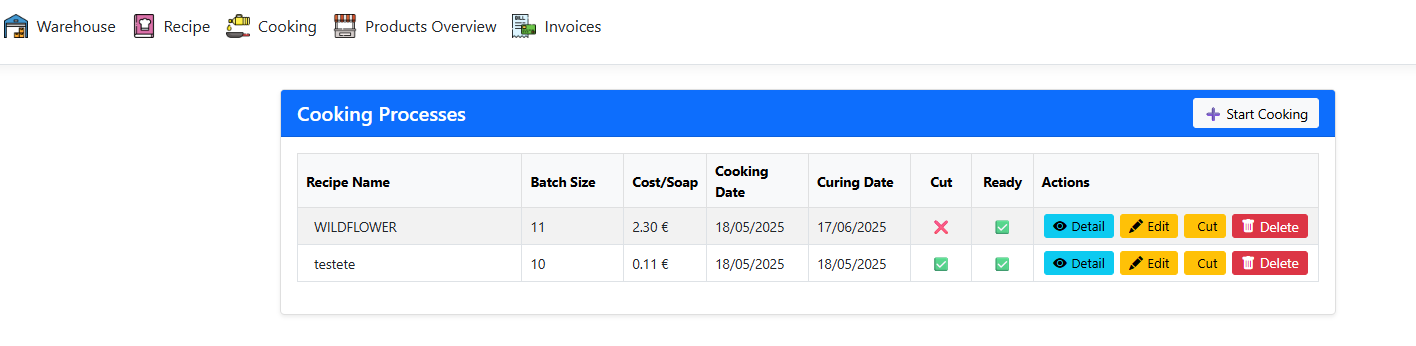 Warehouse Recipe Cooking Products Overview Invoices
Cooking Processes Start Cooking
Recipe Name Batch Size Cost/Soap Cooking Date Curing Date Cut Ready Actions
WILDFLOWER 11 2.30 € 18/05/2025 17/06/2025 Detail Edit Cut Delete
testete 10 0.11 € 18/05/2025 18/05/2025 Detail Edit Cut Delete